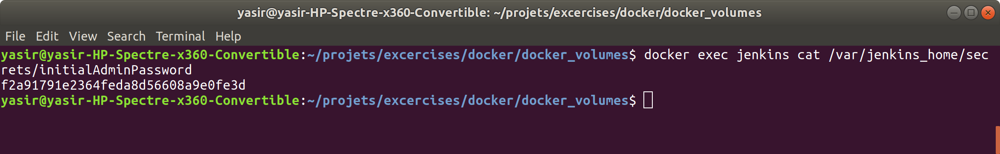 yasir@yasir-HP-Spectre-x360-Convertible: ~/projets/excercises/docker/docker_volumes
File Edit View Search Terminal Help
yasir@yasir-HP-Spectre-x360-Convertible:~/projets/excercises/docker/docker_volumes$ docker exec jenkins cat /var/jenkins_home/sec
rets/initialAdminPassword
f2a91791e2364feda8d56608a9e0fe3d
yasir@yasir-HP-Spectre-x360-Convertible:~/projets/excercises/docker/docker_volumes$